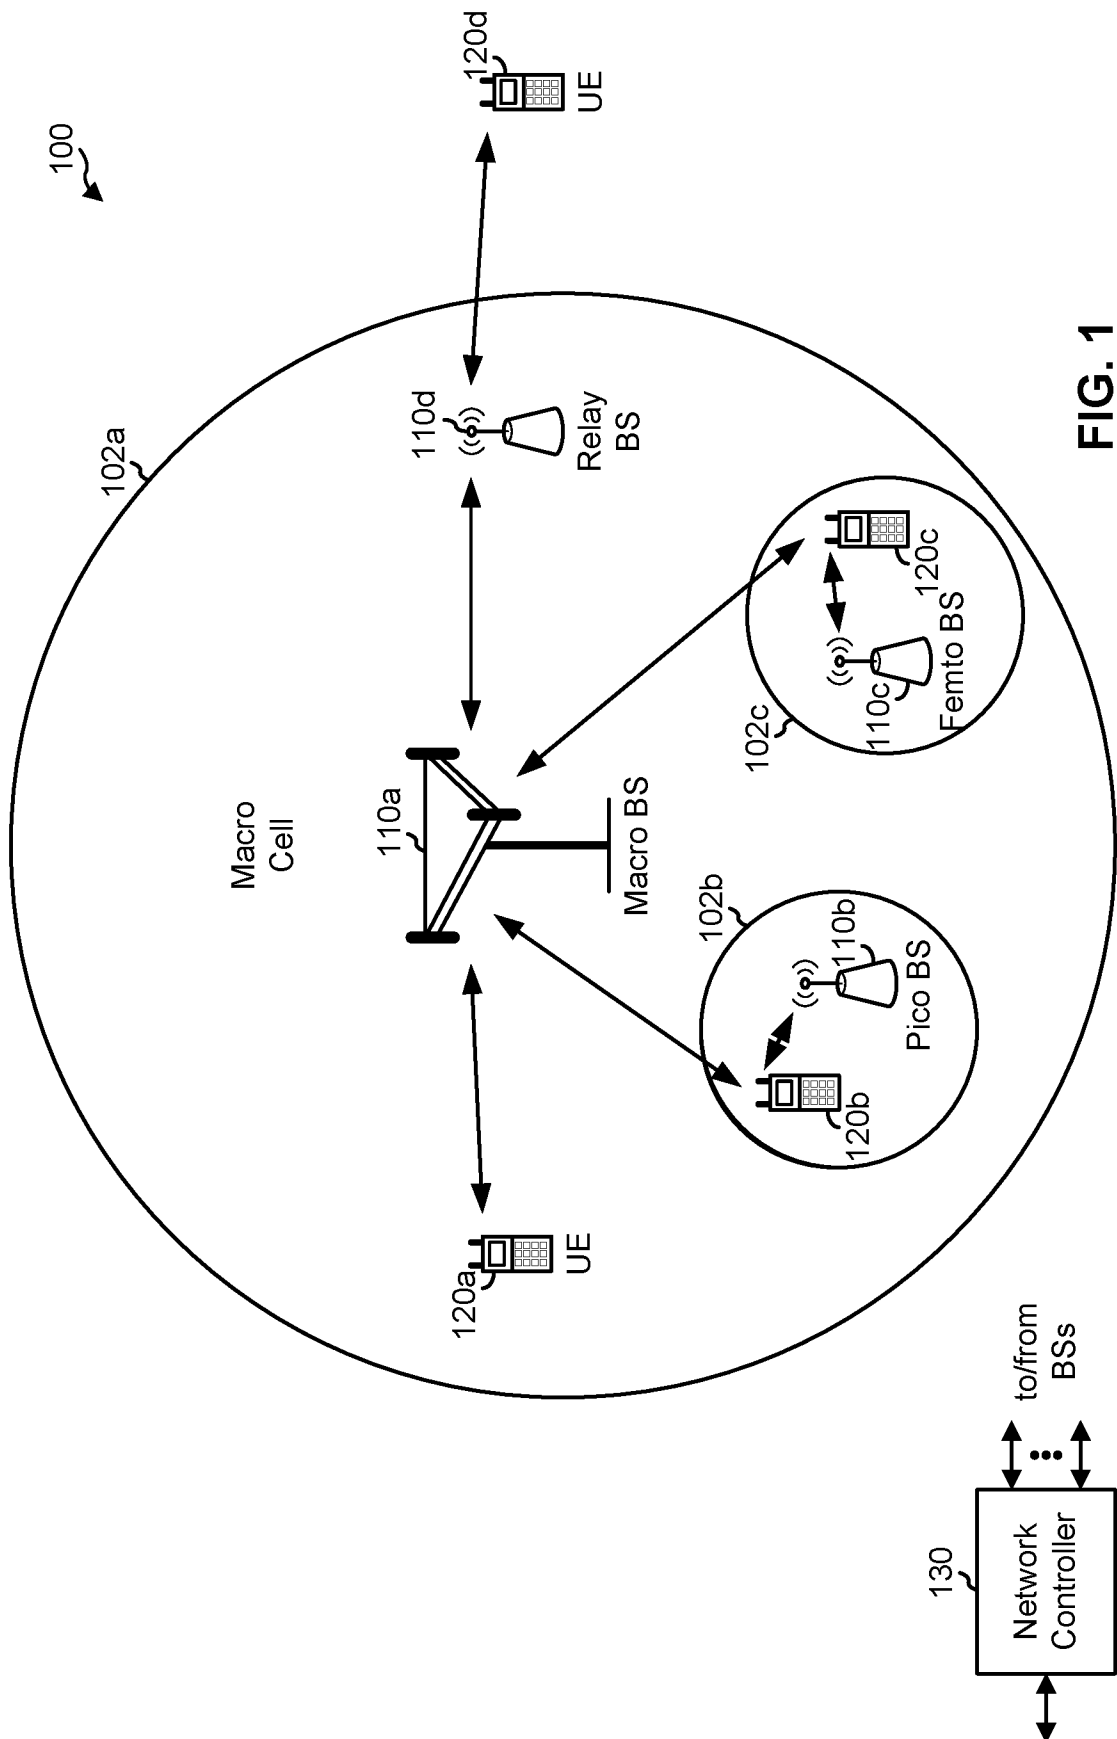 100
102a
Macro
Cell
110a
Macro BS
120a
UE
110d
Relay
BS
120d
UE
102b
110b
Pico BS
120b
102c
110c
Femto BS
120c
130
Network
Controller
to/from
BSs
FIG. 1